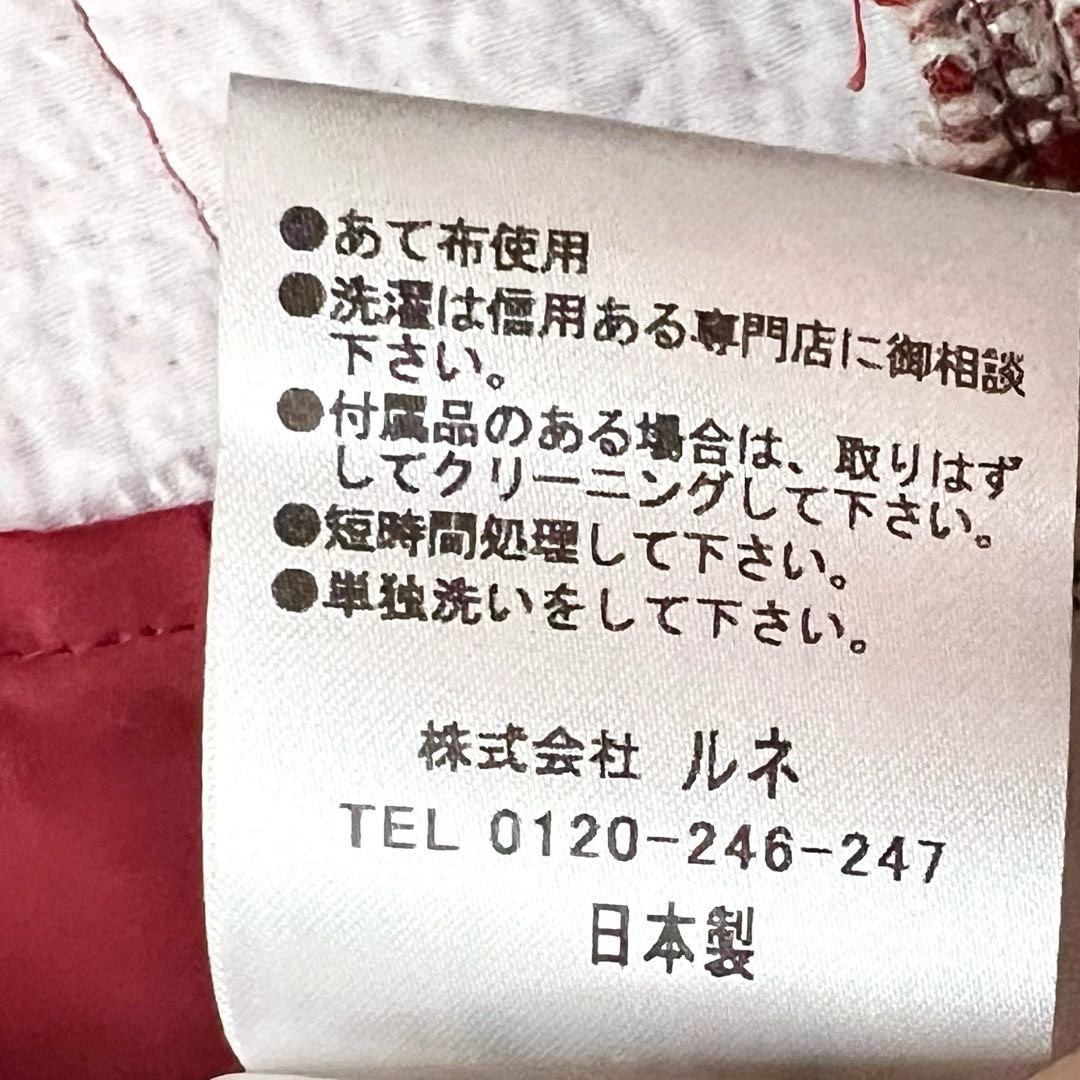 ●あて布使用
●洗濯は信用ある専門店に御相談
下さい。
●付属品のある場合は、取りはず
してクリーニングして下さい。
●短時間処理して下さい。
●単独洗いをして下さい。
株式会社 ルネ
TEL 0120-246-247
日本製